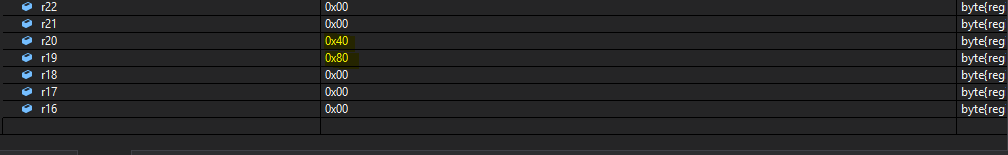 r22 0x00 byte{reg
r21 0x00 byte{reg
r20 0x40 byte{reg
r19 0x80 byte{reg
r18 0x00 byte{reg
r17 0x00 byte{reg
r16 0x00 byte{reg